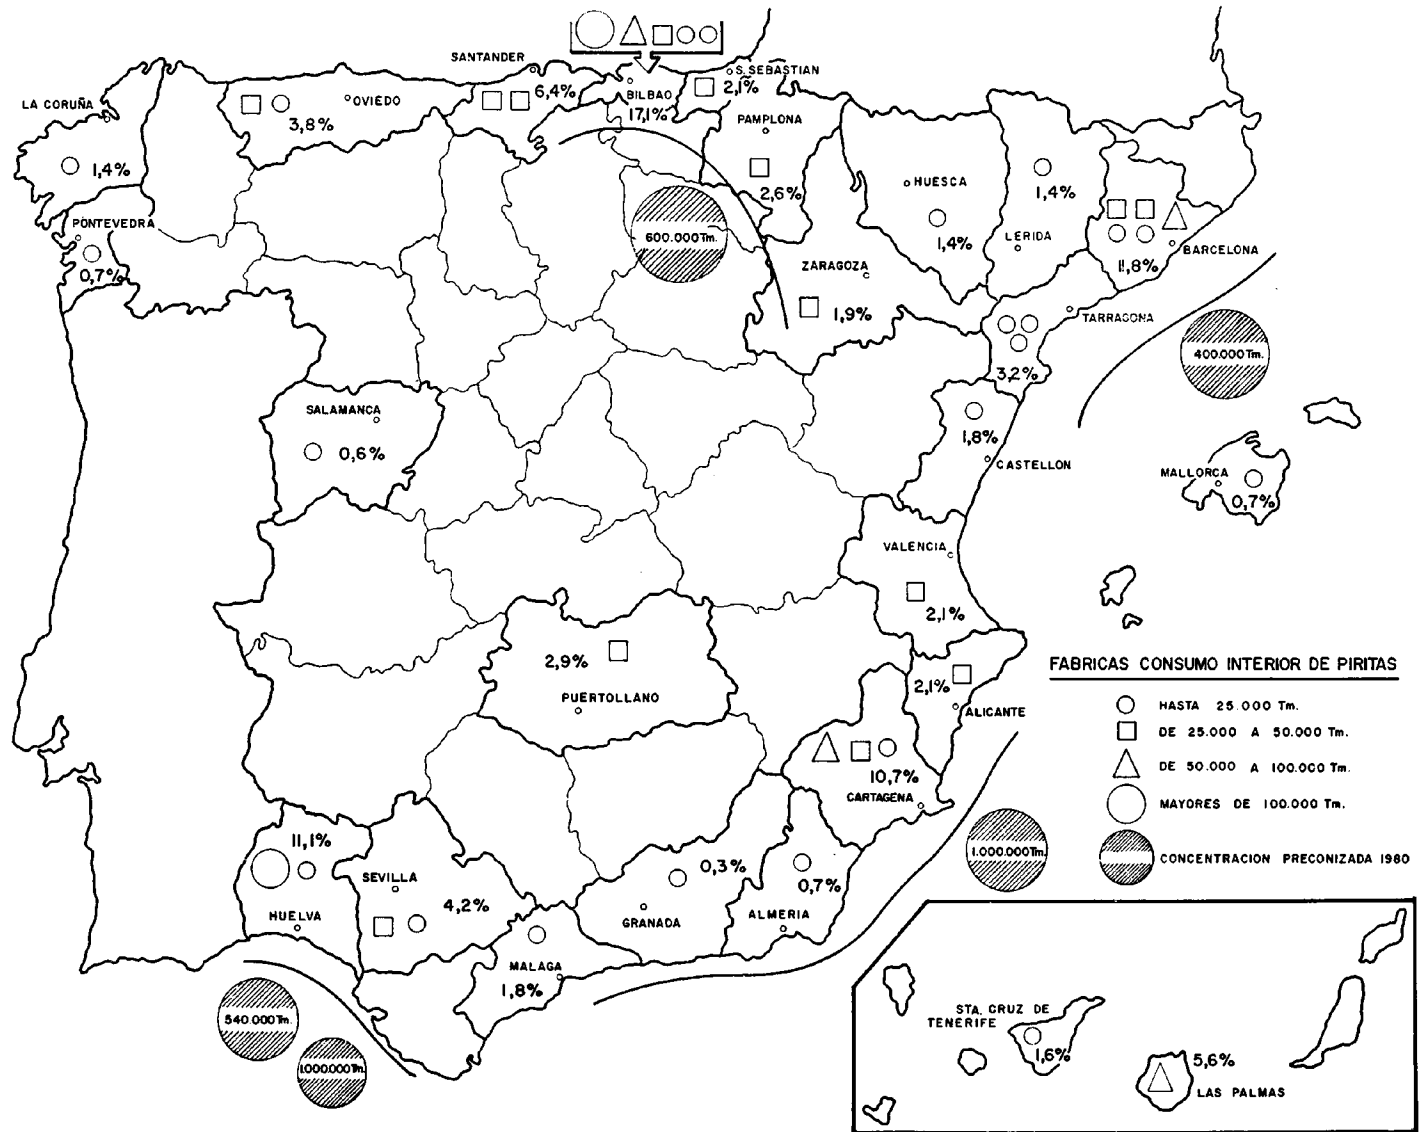 SANTANDER
6,4%
BILBAO
17,1%
S. SEBASTIAN
2,1%
LA CORUÑA
1,4%
OVIEDO
3,8%
PAMPLONA
2,6%
HUESCA
1,4%
1,4%
LERIDA
BARCELONA
11,8%
PONTEVEDRA
0,7%
600.000 Tm.
ZARAGOZA
1,9%
TARRAGONA
3,2%
400.000 Tm.
SALAMANCA
0,6%
1,8%
CASTELLON
MALLORCA
0,7%
VALENCIA
2,1%
2,9%
PUERTOLLANO
2,1%
ALICANTE
10,7%
CARTAGENA
FABRICAS CONSUMO INTERIOR DE PIRITAS
HASTA 25.000 Tm.
DE 25.000 A 50.000 Tm.
DE 50.000 A 100.000 Tm.
MAYORES DE 100.000 Tm.
CONCENTRACION PRECONIZADA 1980
1.000.000 Tm.
11,1%
HUELVA
SEVILLA
4,2%
0,3%
GRANADA
0,7%
ALMERIA
MALAGA
1,8%
540.000 Tm.
1.000.000 Tm.
STA. CRUZ DE
TENERIFE
1,6%
5,6%
LAS PALMAS